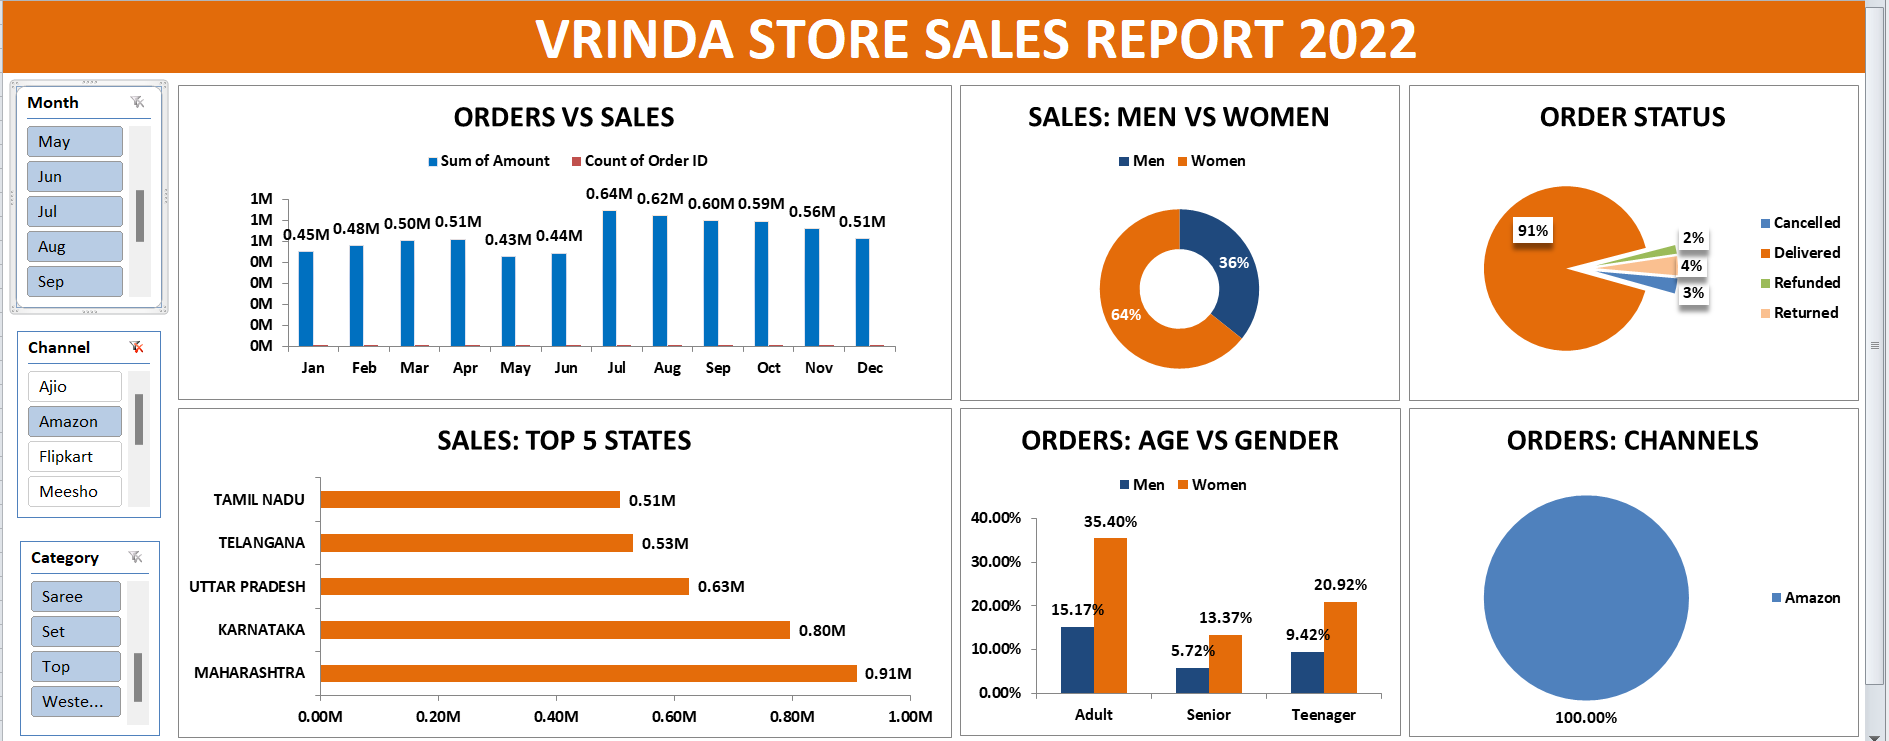 VRINDA STORE SALES REPORT 2022
Month
May
Jun
Jul
Aug
Sep
Channel
Ajio
Amazon
Flipkart
Meesho
Category
Saree
Set
Top
Weste...
ORDERS VS SALES
Sum of Amount Count of Order ID
1M
1M
1M
0M
0M
0M
0M
0M
0.45M 0.48M 0.50M 0.51M 0.43M 0.44M 0.64M 0.62M 0.60M 0.59M 0.56M 0.51M
Jan Feb Mar Apr May Jun Jul Aug Sep Oct Nov Dec
SALES: MEN VS WOMEN
Men Women
36%
64%
ORDER STATUS
91%
2%
4%
3%
Cancelled
Delivered
Refunded
Returned
SALES: TOP 5 STATES
TAMIL NADU 0.51M
TELANGANA 0.53M
UTTAR PRADESH 0.63M
KARNATAKA 0.80M
MAHARASHTRA 0.91M
0.00M 0.20M 0.40M 0.60M 0.80M 1.00M
ORDERS: AGE VS GENDER
Men Women
40.00%
30.00%
20.00%
10.00%
0.00%
15.17% 35.40% 5.72% 13.37% 9.42% 20.92%
Adult Senior Teenager
ORDERS: CHANNELS
Amazon
100.00%